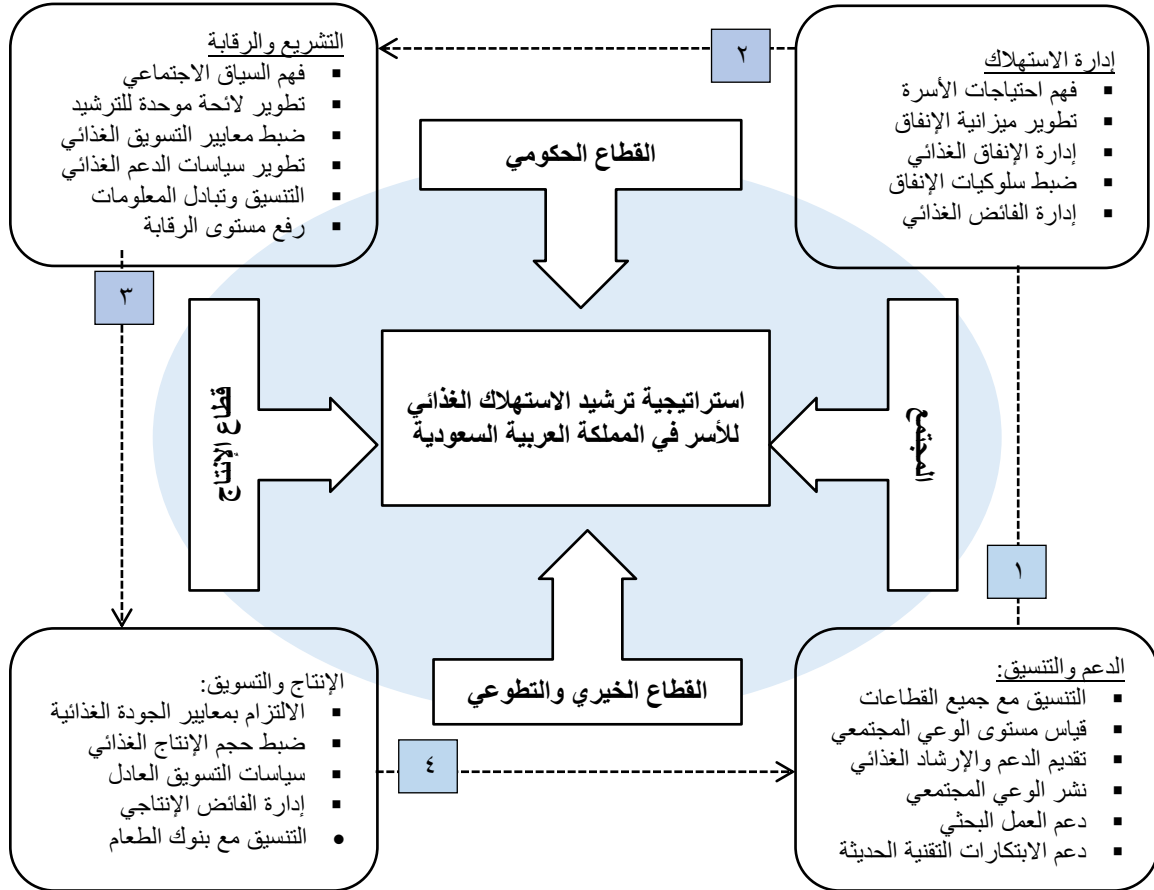 إدارة الاستهلاك
▪ فهم احتياجات الأسرة
▪ تطوير ميزانية الإنفاق
▪ إدارة الإنفاق الغذائي
▪ ضبط سلوكيات الإنفاق
▪ إدارة الفائض الغذائي
٢
التشريع والرقابة
▪ فهم السياق الاجتماعي
▪ تطوير لائحة موحدة للترشيد
▪ ضبط معايير التسويق الغذائي
▪ تطوير سياسات الدعم الغذائي
▪ التنسيق وتبادل المعلومات
▪ رفع مستوى الرقابة
القطاع الحكومي
٣
المجتمع
استراتيجية ترشيد الاستهلاك الغذائي
للأسر في المملكة العربية السعودية
قطاع الإنتاج
١
القطاع الخيري والتطوعي
الدعم والتنسيق:
▪ التنسيق مع جميع القطاعات
▪ قياس مستوى الوعي المجتمعي
▪ تقديم الدعم والإرشاد الغذائي
▪ نشر الوعي المجتمعي
▪ دعم العمل البحثي
▪ دعم الابتكارات التقنية الحديثة
٤
الإنتاج والتسويق:
▪ الالتزام بمعايير الجودة الغذائية
▪ ضبط حجم الإنتاج الغذائي
▪ سياسات التسويق العادل
▪ إدارة الفائض الإنتاجي
• التنسيق مع بنوك الطعام